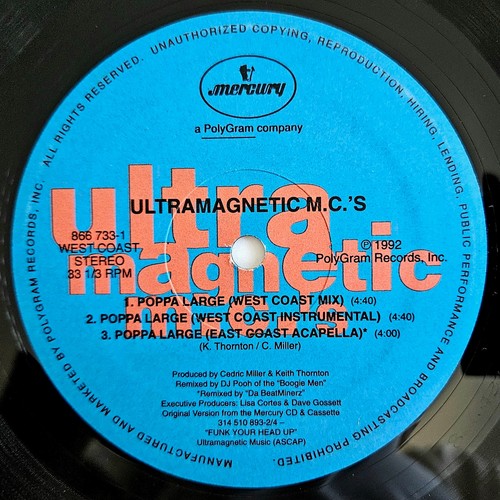 MANUFACTURED AND MARKETED BY POLYGRAM RECORDS, INC. ALL RIGHTS RESERVED. UNAUTHORIZED COPYING, REPRODUCTION, HIRING, LENDING, PUBLIC PERFORMANCE AND BROADCASTING PROHIBITED.
mercury
a PolyGram company
ultra
magnetic
m.c.'s
ULTRAMAGNETIC M.C.'S
866 733-1
WEST COAST
STEREO
33 1/3 RPM
Ⓟ 1992
PolyGram Records, Inc.
1. POPPA LARGE (WEST COAST MIX) (4:40)
2. POPPA LARGE (WEST COAST INSTRUMENTAL) (4:40)
3. POPPA LARGE (EAST COAST ACAPELLA)* (4:00)
(K. Thornton / C. Miller)
Produced by Cedric Miller & Keith Thornton
Remixed by DJ Pooh of the "Boogie Men"
*Remixed by "Da BeatMinerz"
Executive Producers: Lisa Cortes & Dave Gossett
Original Version from the Mercury CD & Cassette
314 510 893-2/4 –
"FUNK YOUR HEAD UP"
Ultramagnetic Music (ASCAP)